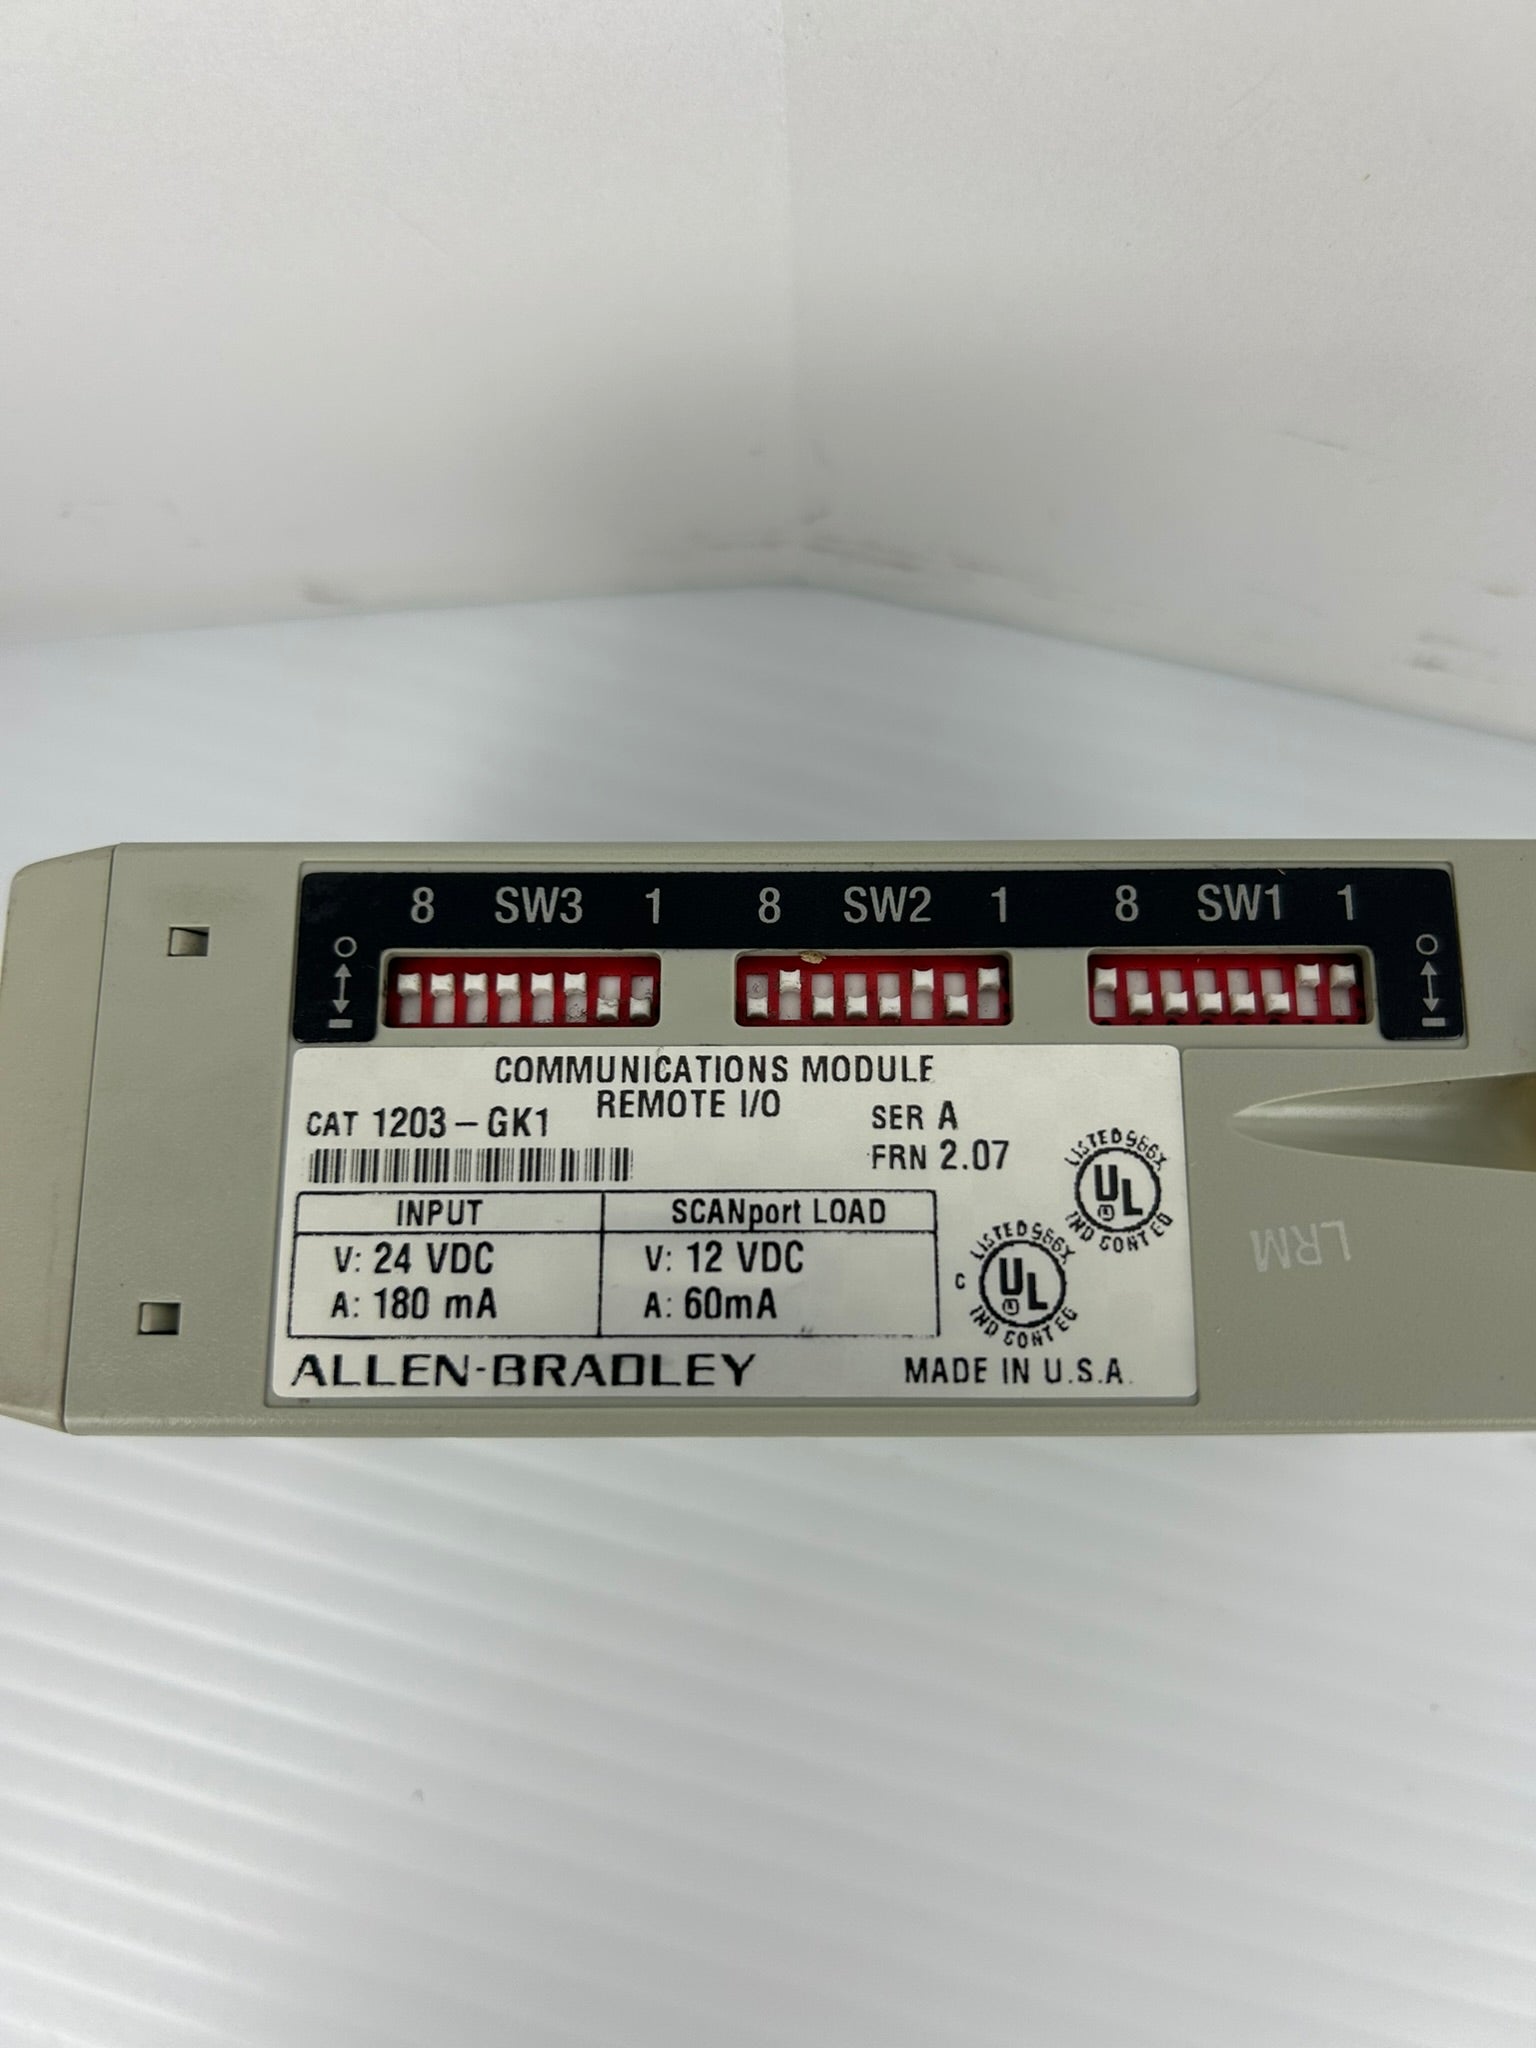 8 SW3 1 8 SW2 1 8 SW1 1
COMMUNICATIONS MODULE
REMOTE I/O
CAT 1203-GK1
SER A
FRN 2.07
INPUT
V: 24 VDC
A: 180 mA
SCANport LOAD
V: 12 VDC
A: 60mA
LISTED 966X
UL
IND CONT EQ
LISTED 966X
C UL
IND CONT EQ
ALLEN-BRADLEY
MADE IN U.S.A.
LRM